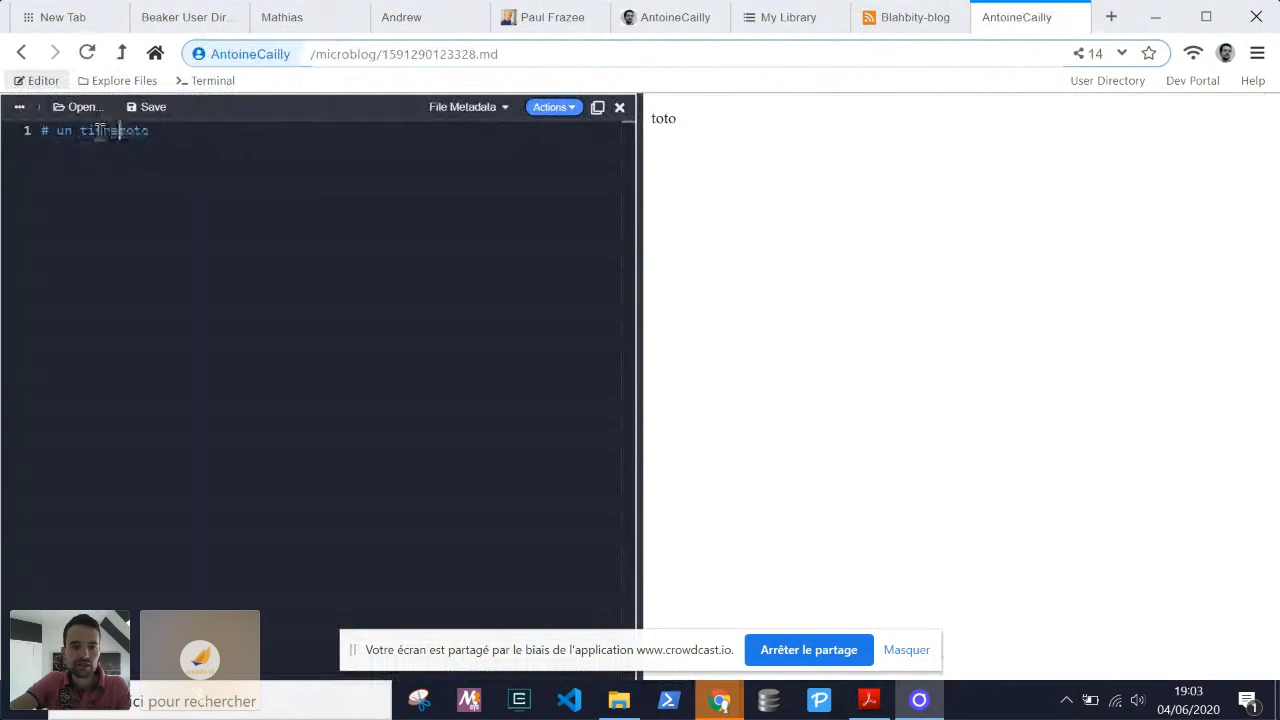 New Tab
Beaker User Dir...
Mathias
Andrew
Paul Frazee
AntoineCailly
My Library
Blahbity-blog
AntoineCailly
AntoineCailly
/microblog/1591290123328.md
14
Editor
Explore Files
Terminal
User Directory
Dev Portal
Help
Open...
Save
File Metadata
Actions
1
# un
toto
Votre écran est partagé par le biais de l'application www.crowdcast.io.
Arrêter le partage
Masquer
ici pour rechercher
19:03
04/06/2020
1